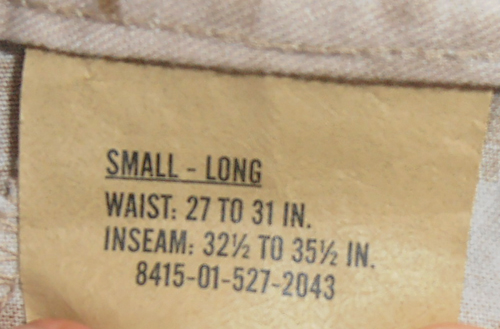 SMALL - LONG
WAIST: 27 TO 31 IN.
INSEAM: 32½ TO 35½ IN.
8415-01-527-2043